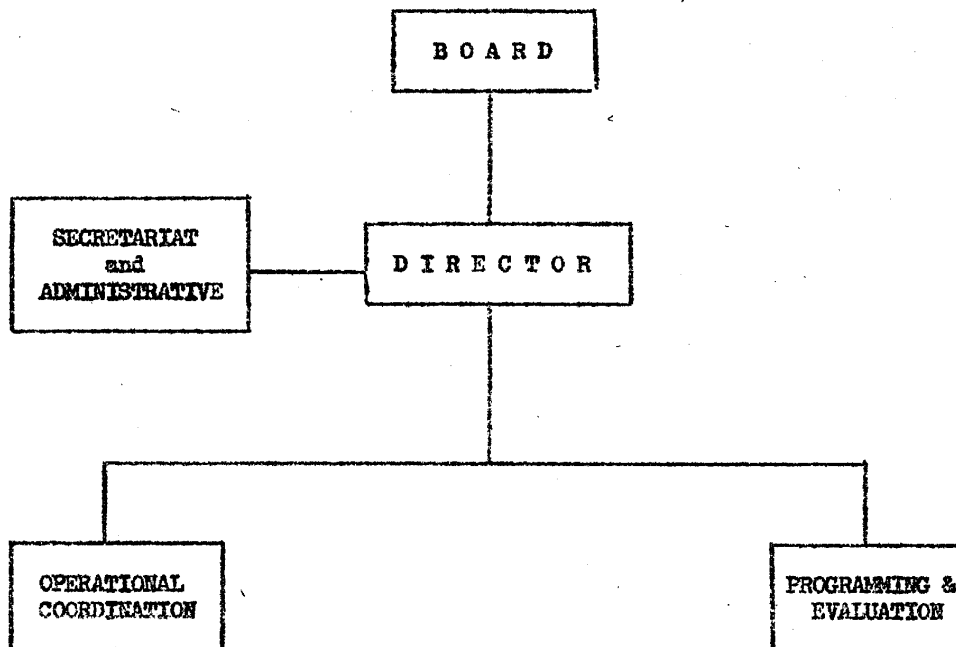 BOARD
SECRETARIAT
and
ADMINISTRATIVE
DIRECTOR
OPERATIONAL
COORDINATION
PROGRAMMING &
EVALUATION